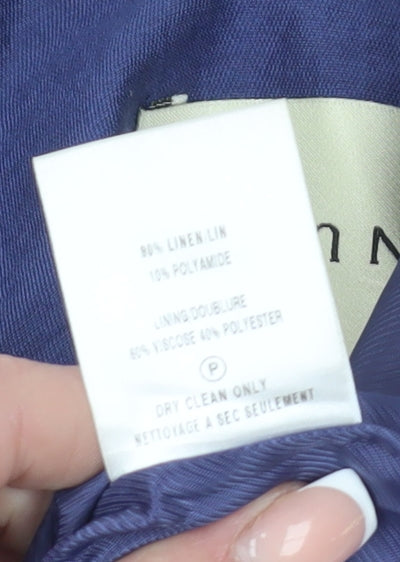 90% LINEN/LIN
10% POLYAMIDE
LINING/DOUBLURE
60% VISCOSE 40% POLYESTER
P
DRY CLEAN ONLY
NETTOYAGE A SEC SEULEMENT